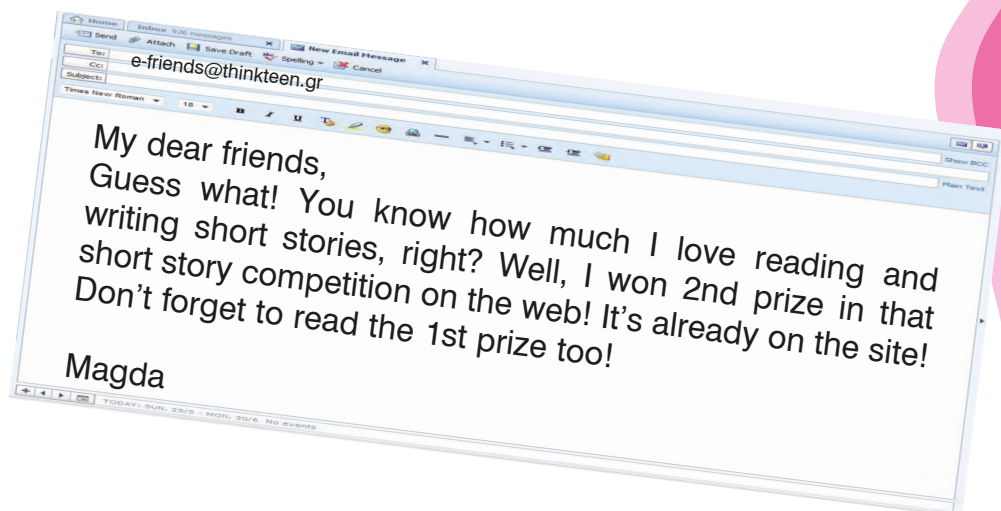 Home Inbox 926 messages New Email Message
Send Attach Save Draft Spelling Cancel
To:
e-friends@thinkteen.gr
Cc:
Subject:
Show BCC
Times New Roman 18 B I U
Plain Text
My dear friends,
Guess what! You know how much I love reading and
writing short stories, right? Well, I won 2nd prize in that
short story competition on the web! It's already on the site!
Don't forget to read the 1st prize too!
Magda
TODAY: SUN, 25/5 - MON, No events